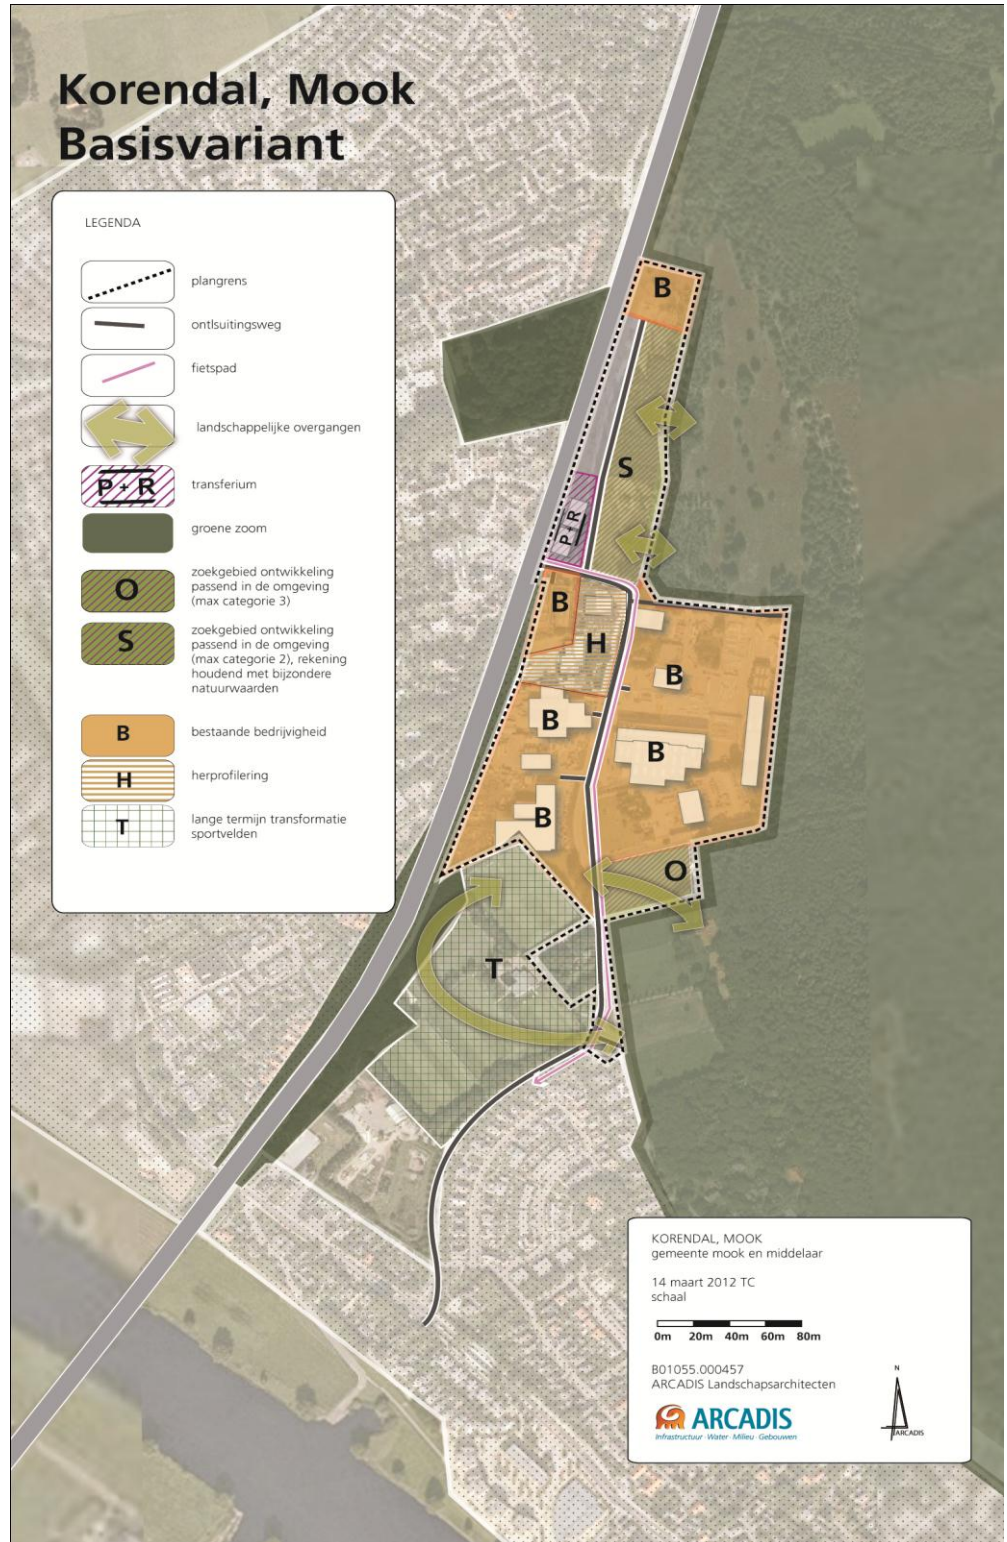 Korendal, Mook
Basisvariant
LEGENDA
plangrens
ontlsuitingsweg
fietspad
landschappelijke overgangen
P + R
transferium
groene zoom
O
zoekgebied ontwikkeling
passend in de omgeving
(max categorie 3)
S
zoekgebied ontwikkeling
passend in de omgeving
(max categorie 2), rekening
houdend met bijzondere
natuurwaarden
B
bestaande bedrijvigheid
H
herprofilering
T
lange termijn transformatie
sportvelden
B
S
P+R
B
H
B
B
B
B
O
T
KORENDAL, MOOK
gemeente mook en middelaar
14 maart 2012 TC
schaal
0m 20m 40m 60m 80m
B01055.000457
ARCADIS Landschapsarchitecten
ARCADIS
Infrastructuur · Water · Milieu · Gebouwen
N
ARCADIS